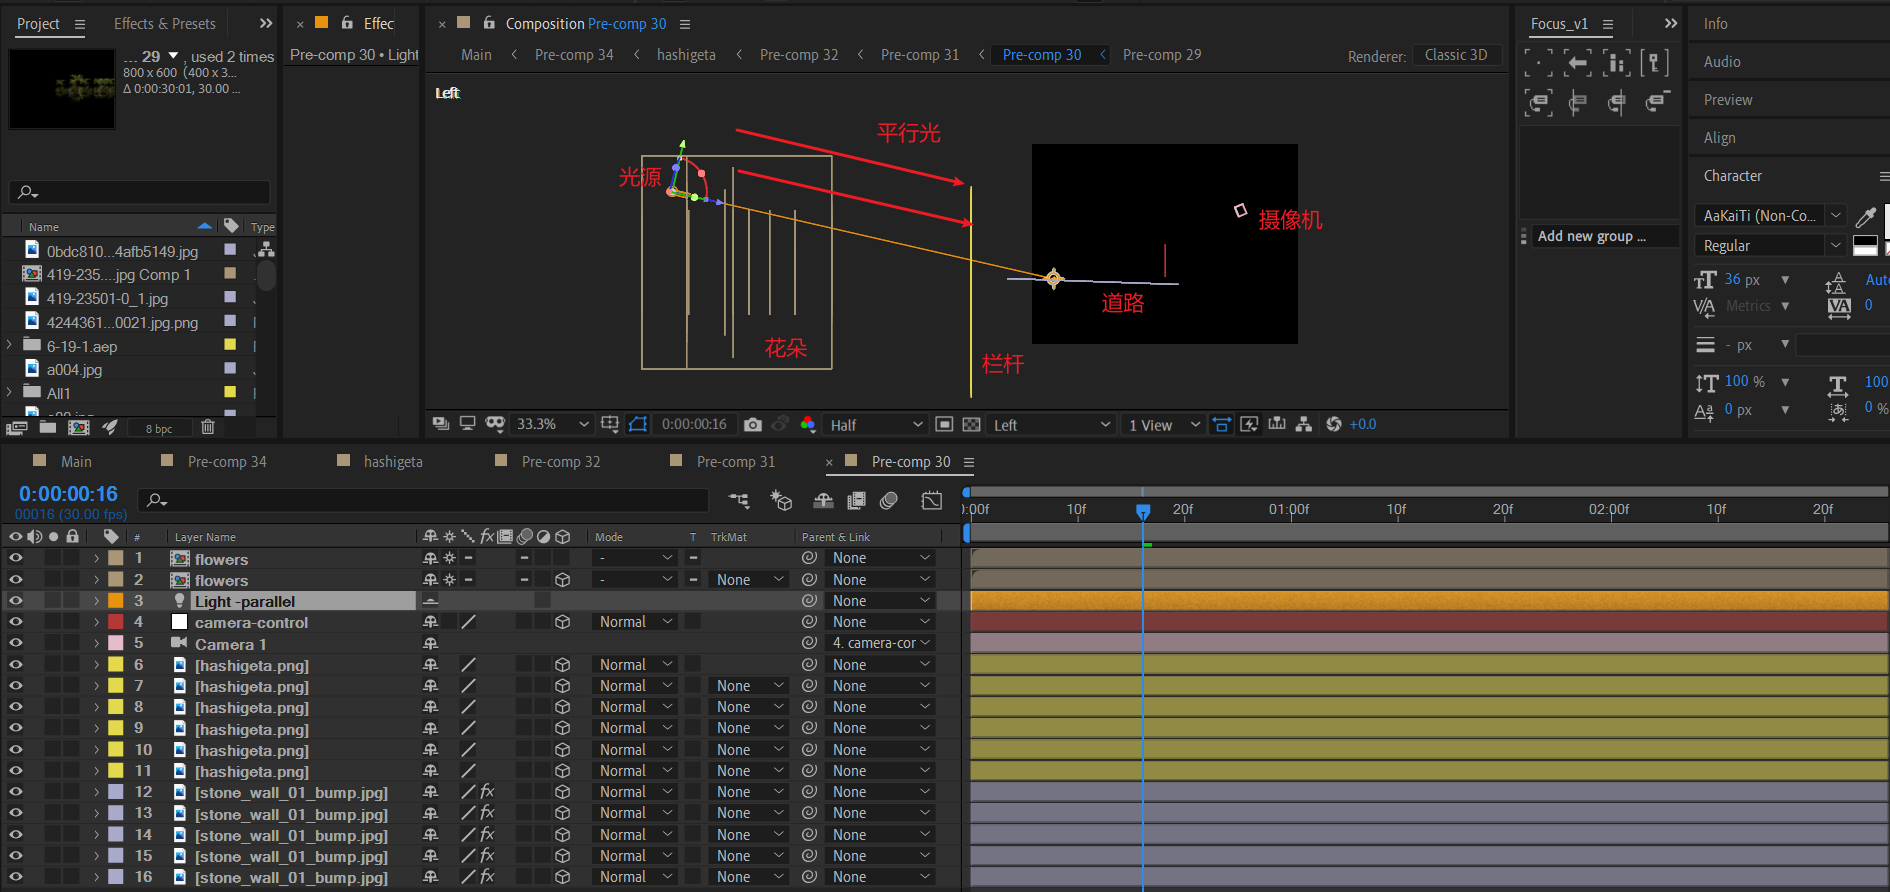 Project
Effects & Presets
Effec
Composition Pre-comp 30
Focus_v1
Info
... 29 , used 2 times
800 x 600 (400 x 3...
Δ 0:00:30:01, 30.00 ...
Pre-comp 30 • Light
Main
Pre-comp 34
hashigeta
Pre-comp 32
Pre-comp 31
Pre-comp 30
Pre-comp 29
Renderer:
Classic 3D
Audio
Preview
Align
Character
Left
平行光
光源
摄像机
道路
花朵
栏杆
AaKaiTi (Non-Co...
Regular
Add new group ...
36 px
Auto
Metrics
0
- px
100 %
100
0 px
0 %
Name
Type
0bdc810...4afb5149.jpg
419-235....jpg Comp 1
419-23501-0_1.jpg
4244361...0021.jpg.png
6-19-1.aep
a004.jpg
All1
8 bpc
33.3%
0:00:00:16
Half
Left
1 View
+0.0
Main
Pre-comp 34
hashigeta
Pre-comp 32
Pre-comp 31
Pre-comp 30
0:00:00:16
00016 (30.00 fps)
):00f
10f
20f
01:00f
10f
20f
02:00f
10f
20f
#
Layer Name
Mode
T
TrkMat
Parent & Link
1 flowers - None
2 flowers - None None
3 Light -parallel None
4 camera-control Normal None
5 Camera 1 4. camera-cor
6 [hashigeta.png] Normal None
7 [hashigeta.png] Normal None None
8 [hashigeta.png] Normal None None
9 [hashigeta.png] Normal None None
10 [hashigeta.png] Normal None None
11 [hashigeta.png] Normal None None
12 [stone_wall_01_bump.jpg] Normal None None
13 [stone_wall_01_bump.jpg] Normal None None
14 [stone_wall_01_bump.jpg] Normal None None
15 [stone_wall_01_bump.jpg] Normal None None
16 [stone_wall_01_bump.jpg] Normal None None